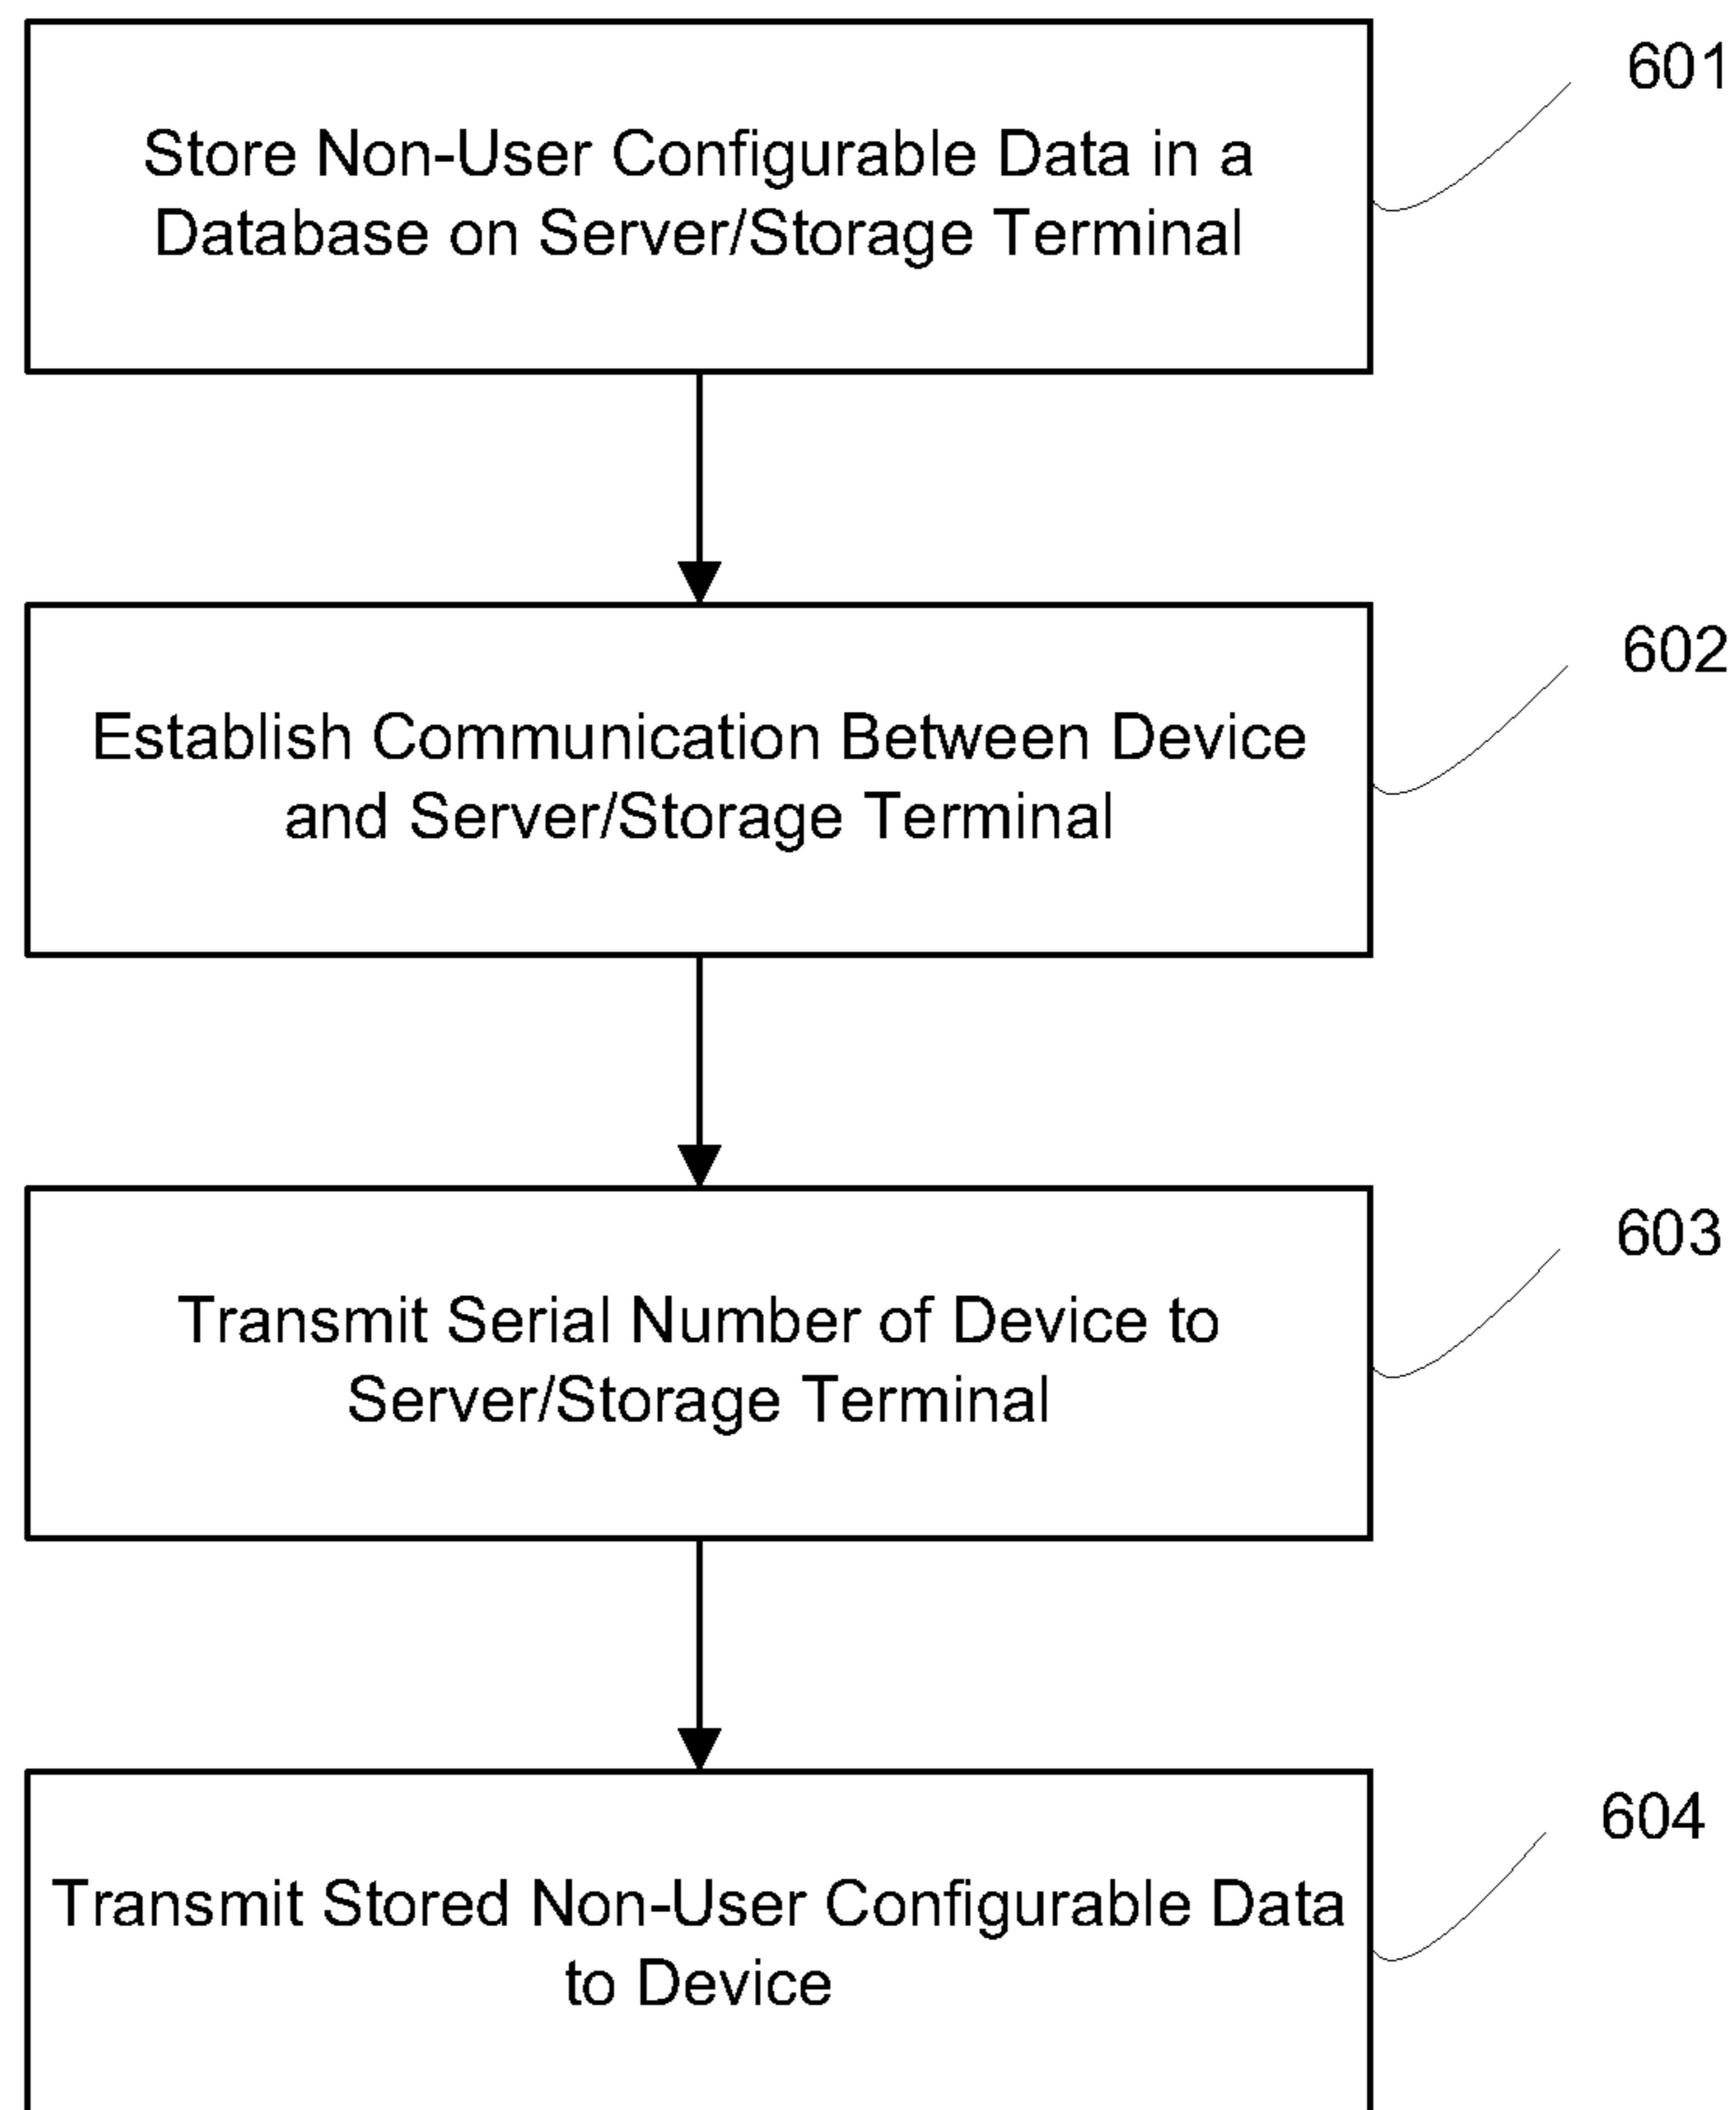 601
Store Non-User Configurable Data in a
Database on Server/Storage Terminal
602
Establish Communication Between Device
and Server/Storage Terminal
603
Transmit Serial Number of Device to
Server/Storage Terminal
604
Transmit Stored Non-User Configurable Data
to Device